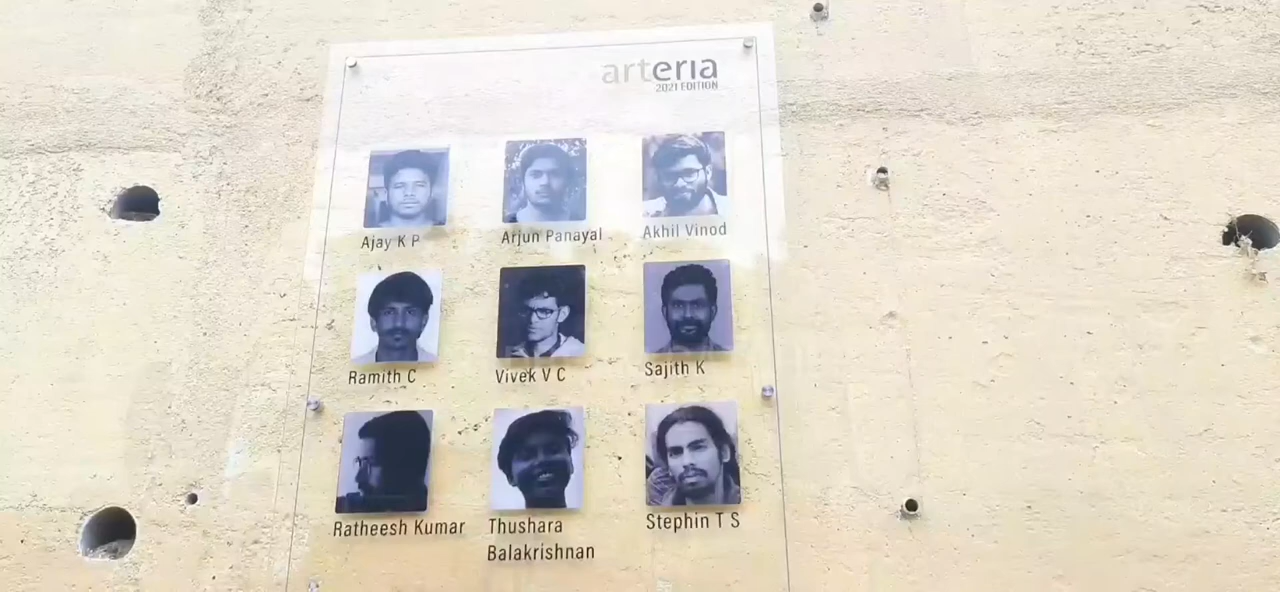 arteria
2021 EDITION
Ajay K P
Arjun Panayal
Akhil Vinod
Ramith C
Vivek V C
Sajith K
Ratheesh Kumar
Thushara
Balakrishnan
Stephin T S